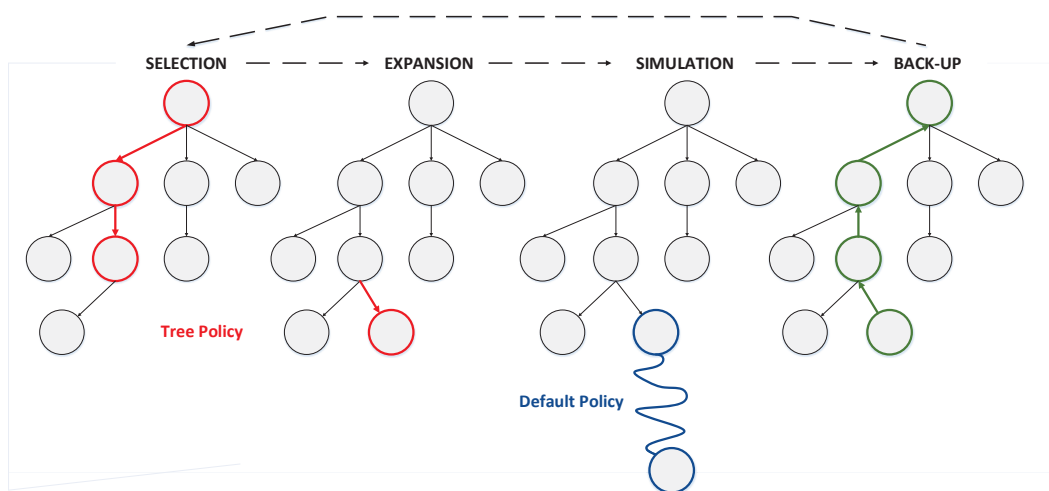 SELECTION
EXPANSION
SIMULATION
BACK-UP
Tree Policy
Default Policy